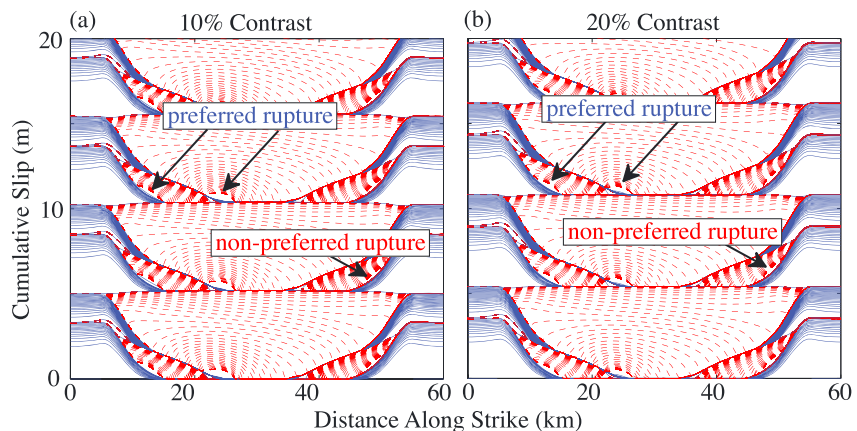 (a) 10% Contrast
(b) 20% Contrast
Cumulative Slip (m)
20
10
0
preferred rupture
non-preferred rupture
20
40
60
preferred rupture
non-preferred rupture
0
20
40
60
Distance Along Strike (km)